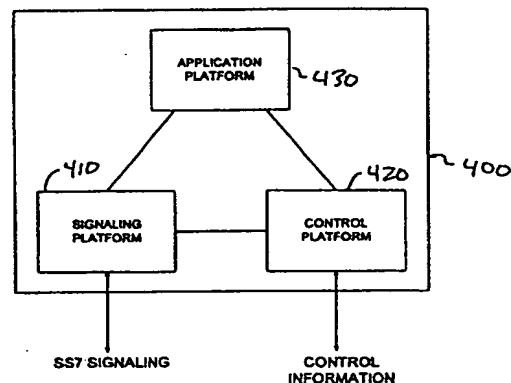 APPLICATION
PLATFORM
430
410
420
400
SIGNALING
PLATFORM
CONTROL
PLATFORM
SS7 SIGNALING
CONTROL
INFORMATION